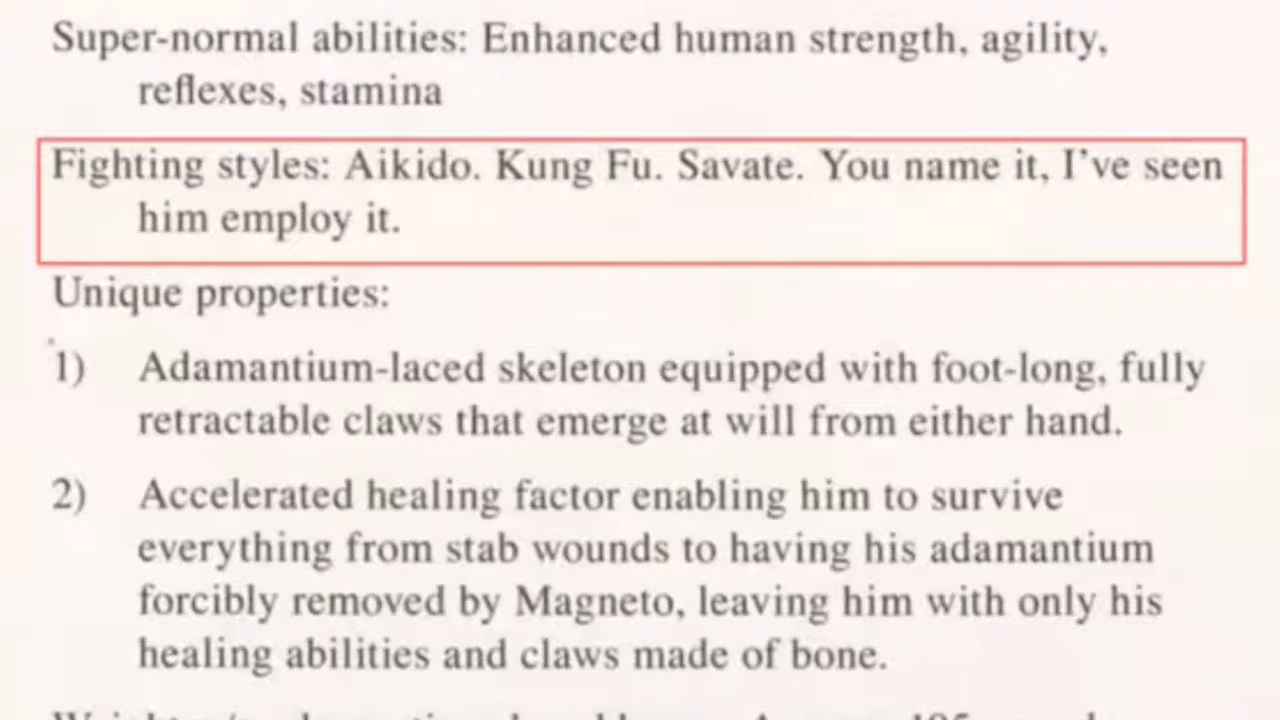 Super-normal abilities: Enhanced human strength, agility,
reflexes, stamina
Fighting styles: Aikido. Kung Fu. Savate. You name it, I've seen
him employ it.
Unique properties:
1) Adamantium-laced skeleton equipped with foot-long, fully
retractable claws that emerge at will from either hand.
2) Accelerated healing factor enabling him to survive
everything from stab wounds to having his adamantium
forcibly removed by Magneto, leaving him with only his
healing abilities and claws made of bone.